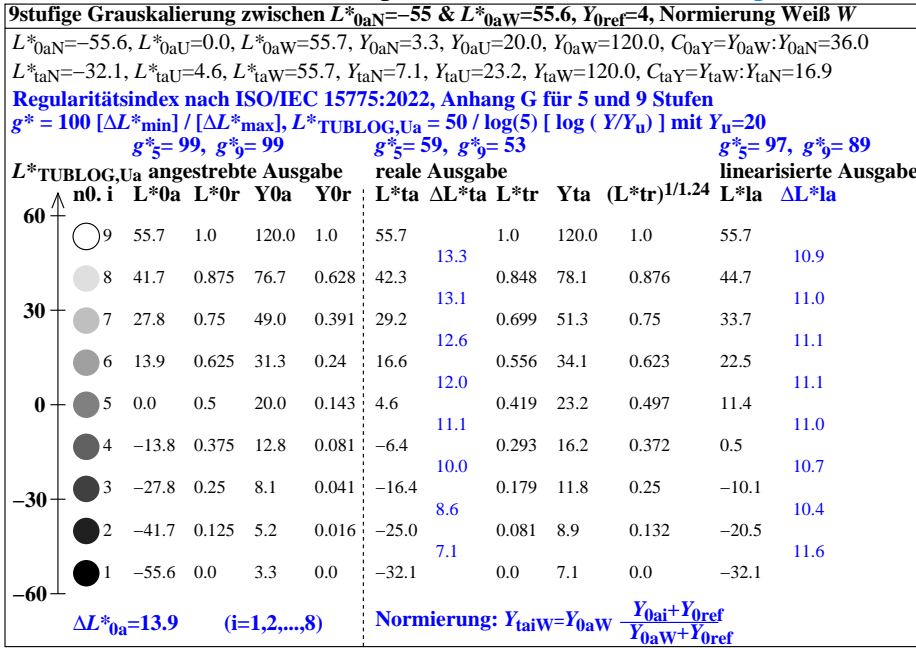 9stufige Grauskalierung zwischen L*0aN=−55 & L*0aW=55.6, Y0ref=4, Normierung Weiß W
L*0aN=−55.6, L*0aU=0.0, L*0aW=55.7, Y0aN=3.3, Y0aU=20.0, Y0aW=120.0, C0aY=Y0aW:Y0aN=36.0
L*taN=−32.1, L*taU=4.6, L*taW=55.7, YtaN=7.1, YtaU=23.2, YtaW=120.0, CtaY=YtaW:YtaN=16.9
Regularitätsindex nach ISO/IEC 15775:2022, Anhang G für 5 und 9 Stufen
g* = 100 [ΔL*min] / [ΔL*max], L*TUBLOG,Ua = 50 / log(5) [ log ( Y/Yu) ] mit Yu=20
g*5= 99, g*9= 99 g*5= 59, g*9= 53 g*5= 97, g*9= 89
L*TUBLOG,Ua angestrebte Ausgabe reale Ausgabe linearisierte Ausgabe
n0. i L*0a L*0r Y0a Y0r L*ta ΔL*ta L*tr Yta (L*tr)1/1.24 L*la ΔL*la
60
9 55.7 1.0 120.0 1.0 55.7 1.0 120.0 1.0 55.7
13.3 10.9
8 41.7 0.875 76.7 0.628 42.3 0.848 78.1 0.876 44.7
13.1 11.0
30 7 27.8 0.75 49.0 0.391 29.2 0.699 51.3 0.75 33.7
12.6 11.1
6 13.9 0.625 31.3 0.24 16.6 0.556 34.1 0.623 22.5
12.0 11.1
0 5 0.0 0.5 20.0 0.143 4.6 0.419 23.2 0.497 11.4
11.1 11.0
4 −13.8 0.375 12.8 0.081 −6.4 0.293 16.2 0.372 0.5
10.0 10.7
−30 3 −27.8 0.25 8.1 0.041 −16.4 0.179 11.8 0.25 −10.1
8.6 10.4
2 −41.7 0.125 5.2 0.016 −25.0 0.081 8.9 0.132 −20.5
7.1 11.6
1 −55.6 0.0 3.3 0.0 −32.1 0.0 7.1 0.0 −32.1
−60
ΔL*0a=13.9 (i=1,2,...,8) Normierung: YtaiW=Y0aW Y0ai+Y0ref
Y0aW+Y0ref